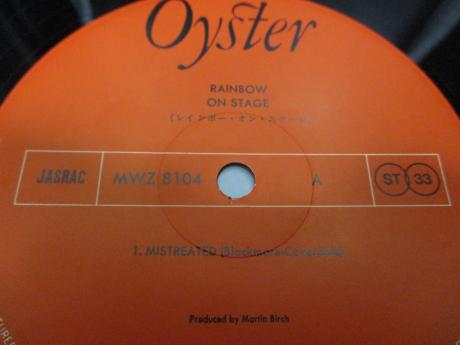 Oyster
RAINBOW
ON STAGE
(レインボー・オン・ステージ)
JASRAC MWZ 8104 A ST 33
1. MISTREATED (Blackmore-Coverdale)
Produced by Martin Birch